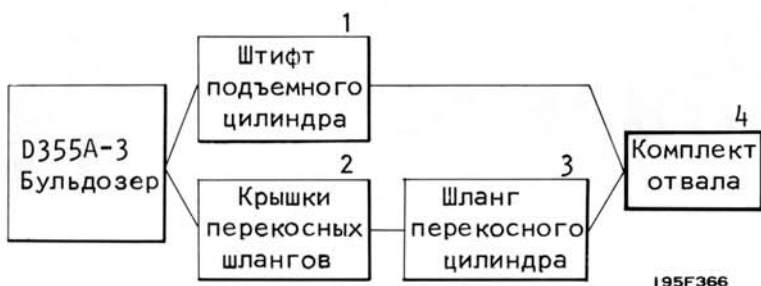 D355A-3
Бульдозер
1
Штифт
подъемного
цилиндра
2
Крышки
перекосных
шлангов
3
Шланг
перекосного
цилиндра
4
Комплект
отвала
195F366